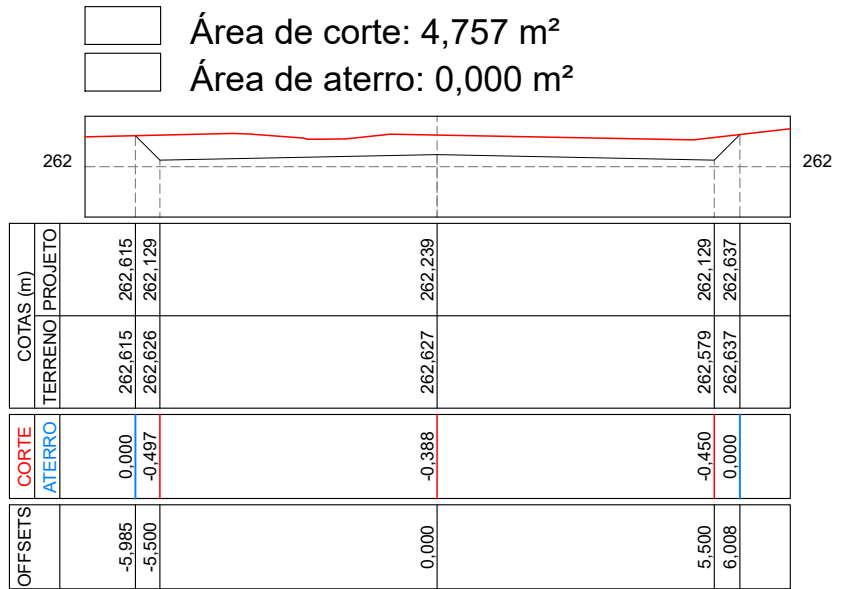 Área de corte: 4,757 m²
Área de aterro: 0,000 m²
262 262
COTAS (m)
PROJETO 262,615 262,129 262,239 262,129 262,637
TERRENO 262,615 262,626 262,627 262,579 262,637
CORTE
ATERRO 0,000 -0,497 -0,388 -0,450 0,000
OFFSETS -5,985 -5,500 0,000 5,500 6,008